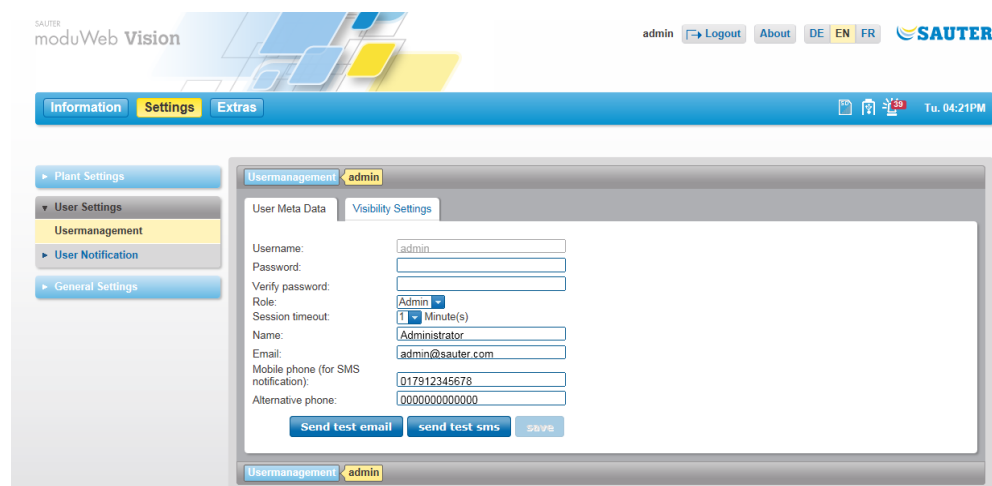 SAUTER
moduWeb Vision
admin Logout About DE EN FR SAUTER
Information Settings Extras 39 Tu. 04:21PM
Plant Settings
User Settings
Usermanagement
User Notification
General Settings
Usermanagement admin
User Meta Data Visibility Settings
Username: admin
Password:
Verify password:
Role: Admin
Session timeout: 1 Minute(s)
Name: Administrator
Email: admin@sauter.com
Mobile phone (for SMS
notification): 017912345678
Alternative phone: 0000000000000
Send test email send test sms save
Usermanagement admin